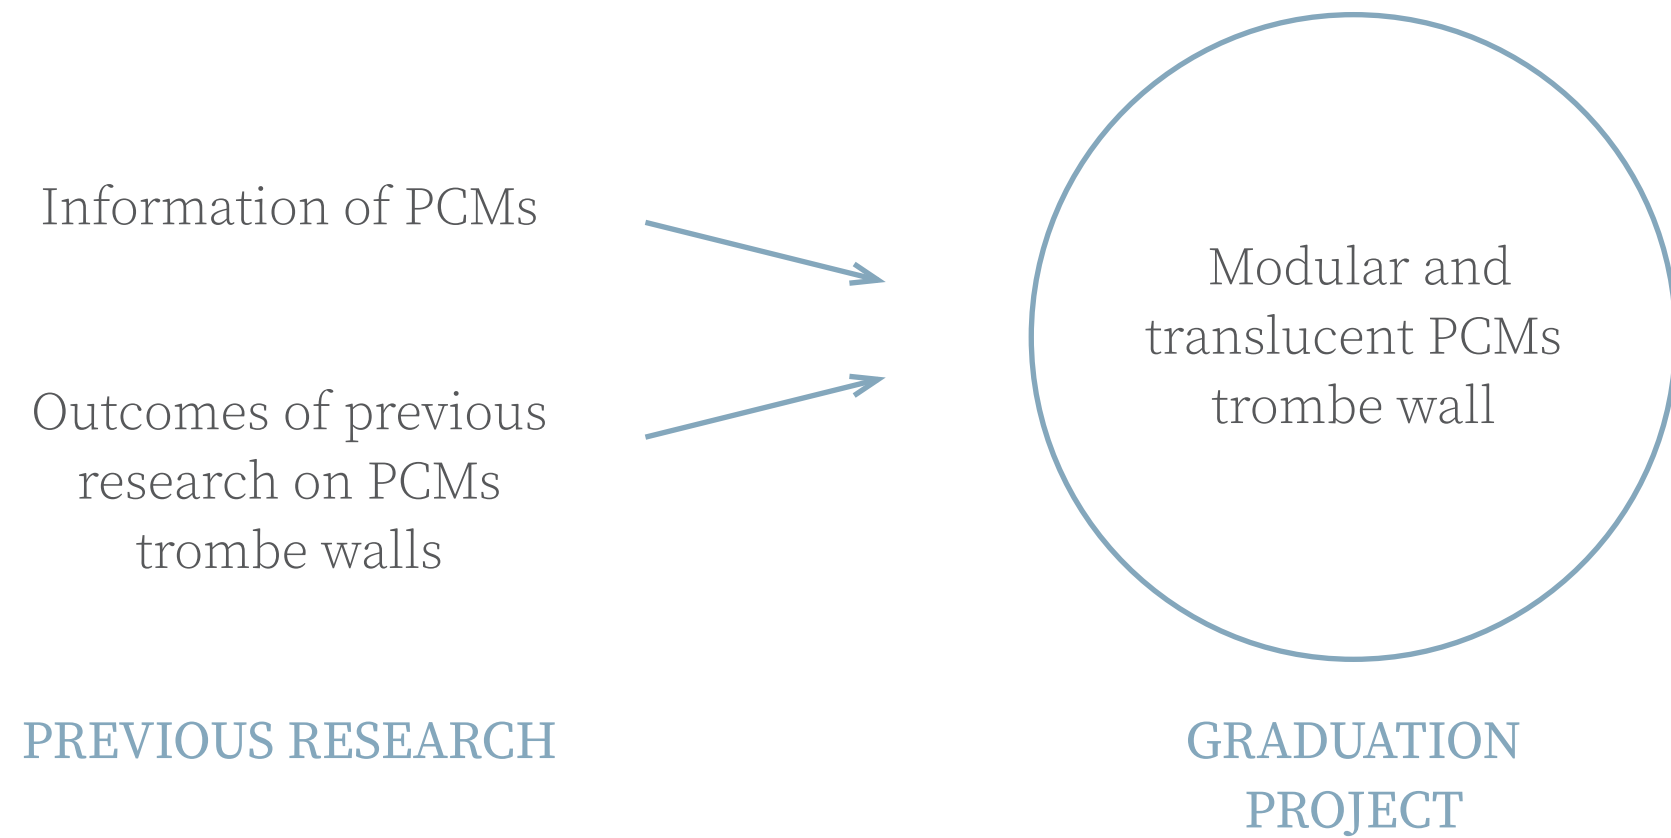 Information of PCMs
Outcomes of previous
research on PCMs
trombe walls
PREVIOUS RESEARCH
Modular and
translucent PCMs
trombe wall
GRADUATION
PROJECT